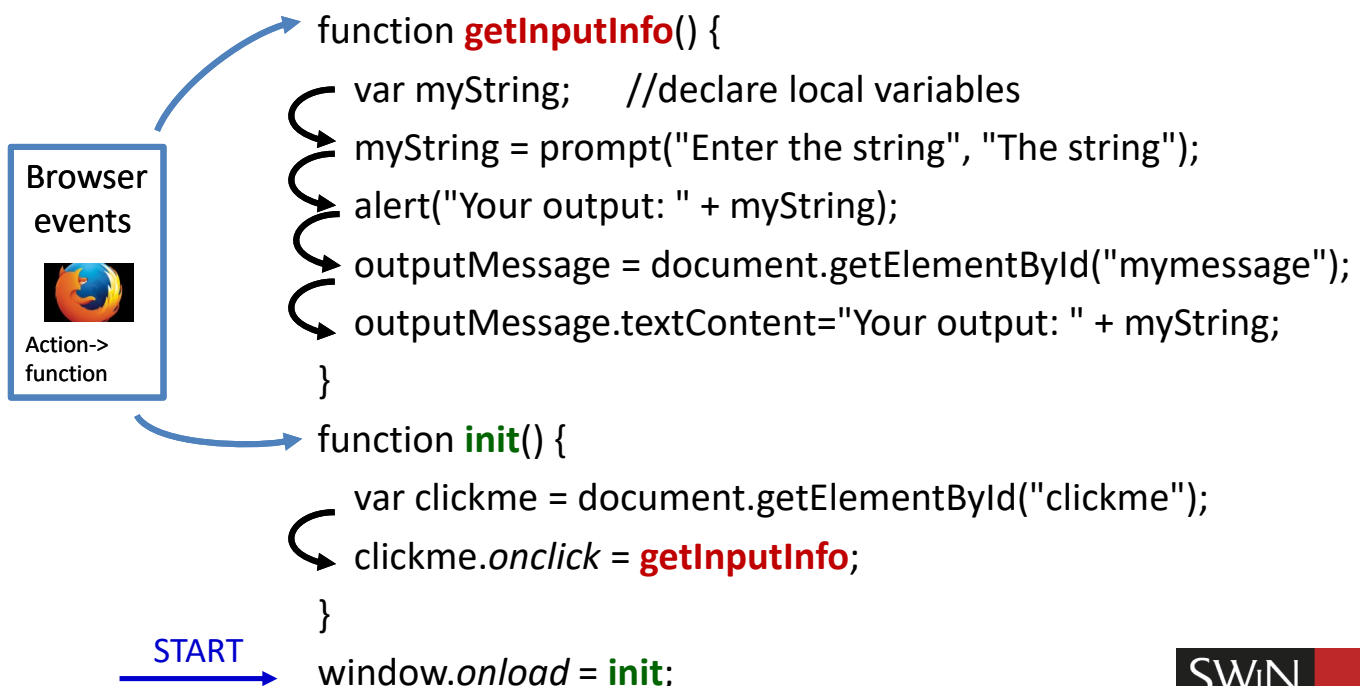 function getInputInfo() {
var myString; //declare local variables
myString = prompt("Enter the string", "The string");
alert("Your output: " + myString);
outputMessage = document.getElementById("mymessage");
outputMessage.textContent="Your output: " + myString;
}
Browser
events
Action->
function
function init() {
var clickme = document.getElementById("clickme");
clickme.onclick = getInputInfo;
}
START
window.onload = init;
SWIN